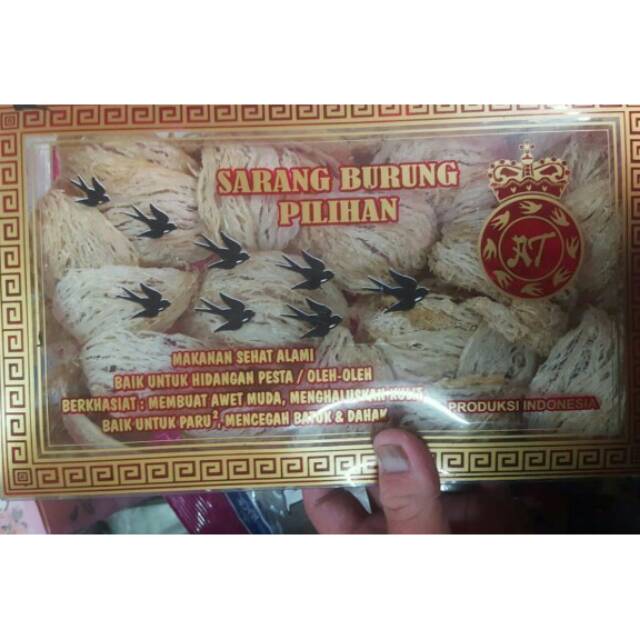 SARANG BURUNG
PILIHAN
AT
MAKANAN SEHAT ALAMI
BAIK UNTUK HIDANGAN PESTA / OLEH-OLEH
BERKHASIAT : MEMBUAT AWET MUDA, MENGHALUSKAN KULIT,
BAIK UNTUK PARU², MENCEGAH BATUK & DAHAK
PRODUKSI INDONESIA